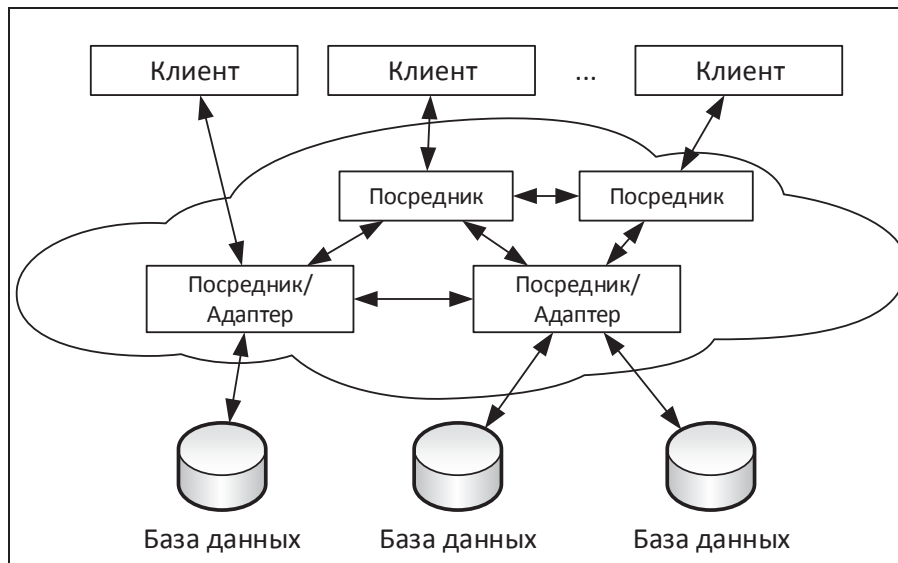 Клиент
Клиент
...
Клиент
Посредник
Посредник
Посредник/
Адаптер
Посредник/
Адаптер
База данных
База данных
База данных